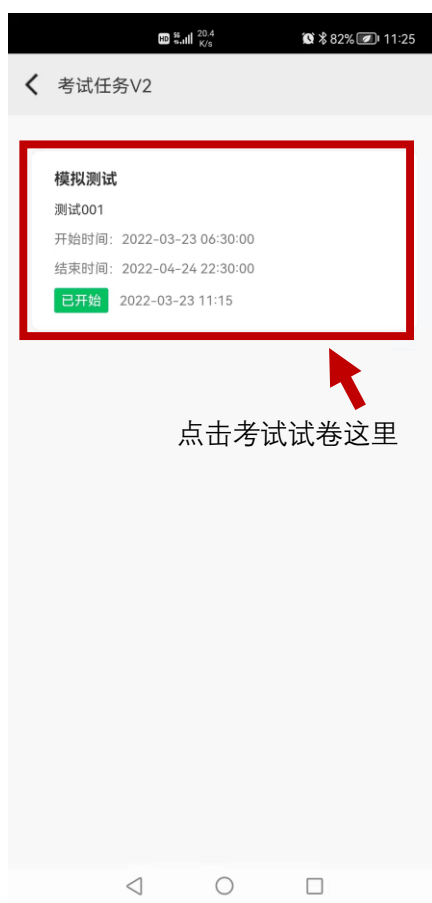 HD 5G 20.4 K/s 82% 11:25
考试任务V2
模拟测试
测试001
开始时间：2022-03-23 06:30:00
结束时间：2022-04-24 22:30:00
已开始 2022-03-23 11:15
点击考试试卷这里